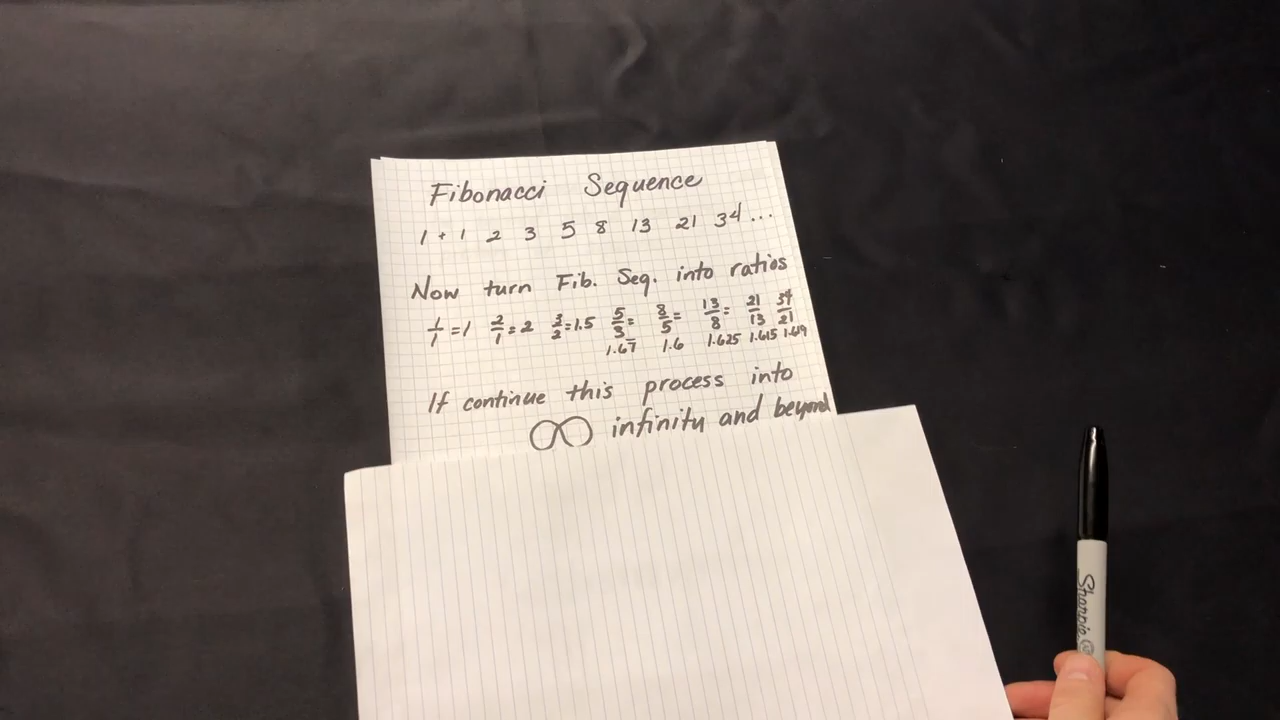 Fibonacci Sequence
1 + 1 2 3 5 8 13 21 34...
Now turn Fib. Seq. into ratios
1/1 = 1 2/1 = 2 3/2 = 1.5 5/3 = 8/5 = 13/8 = 21/13 34/21
1.67 1.6 1.625 1.615 1.619
If continue this process into
∞ infinity and beyond
Sharpie